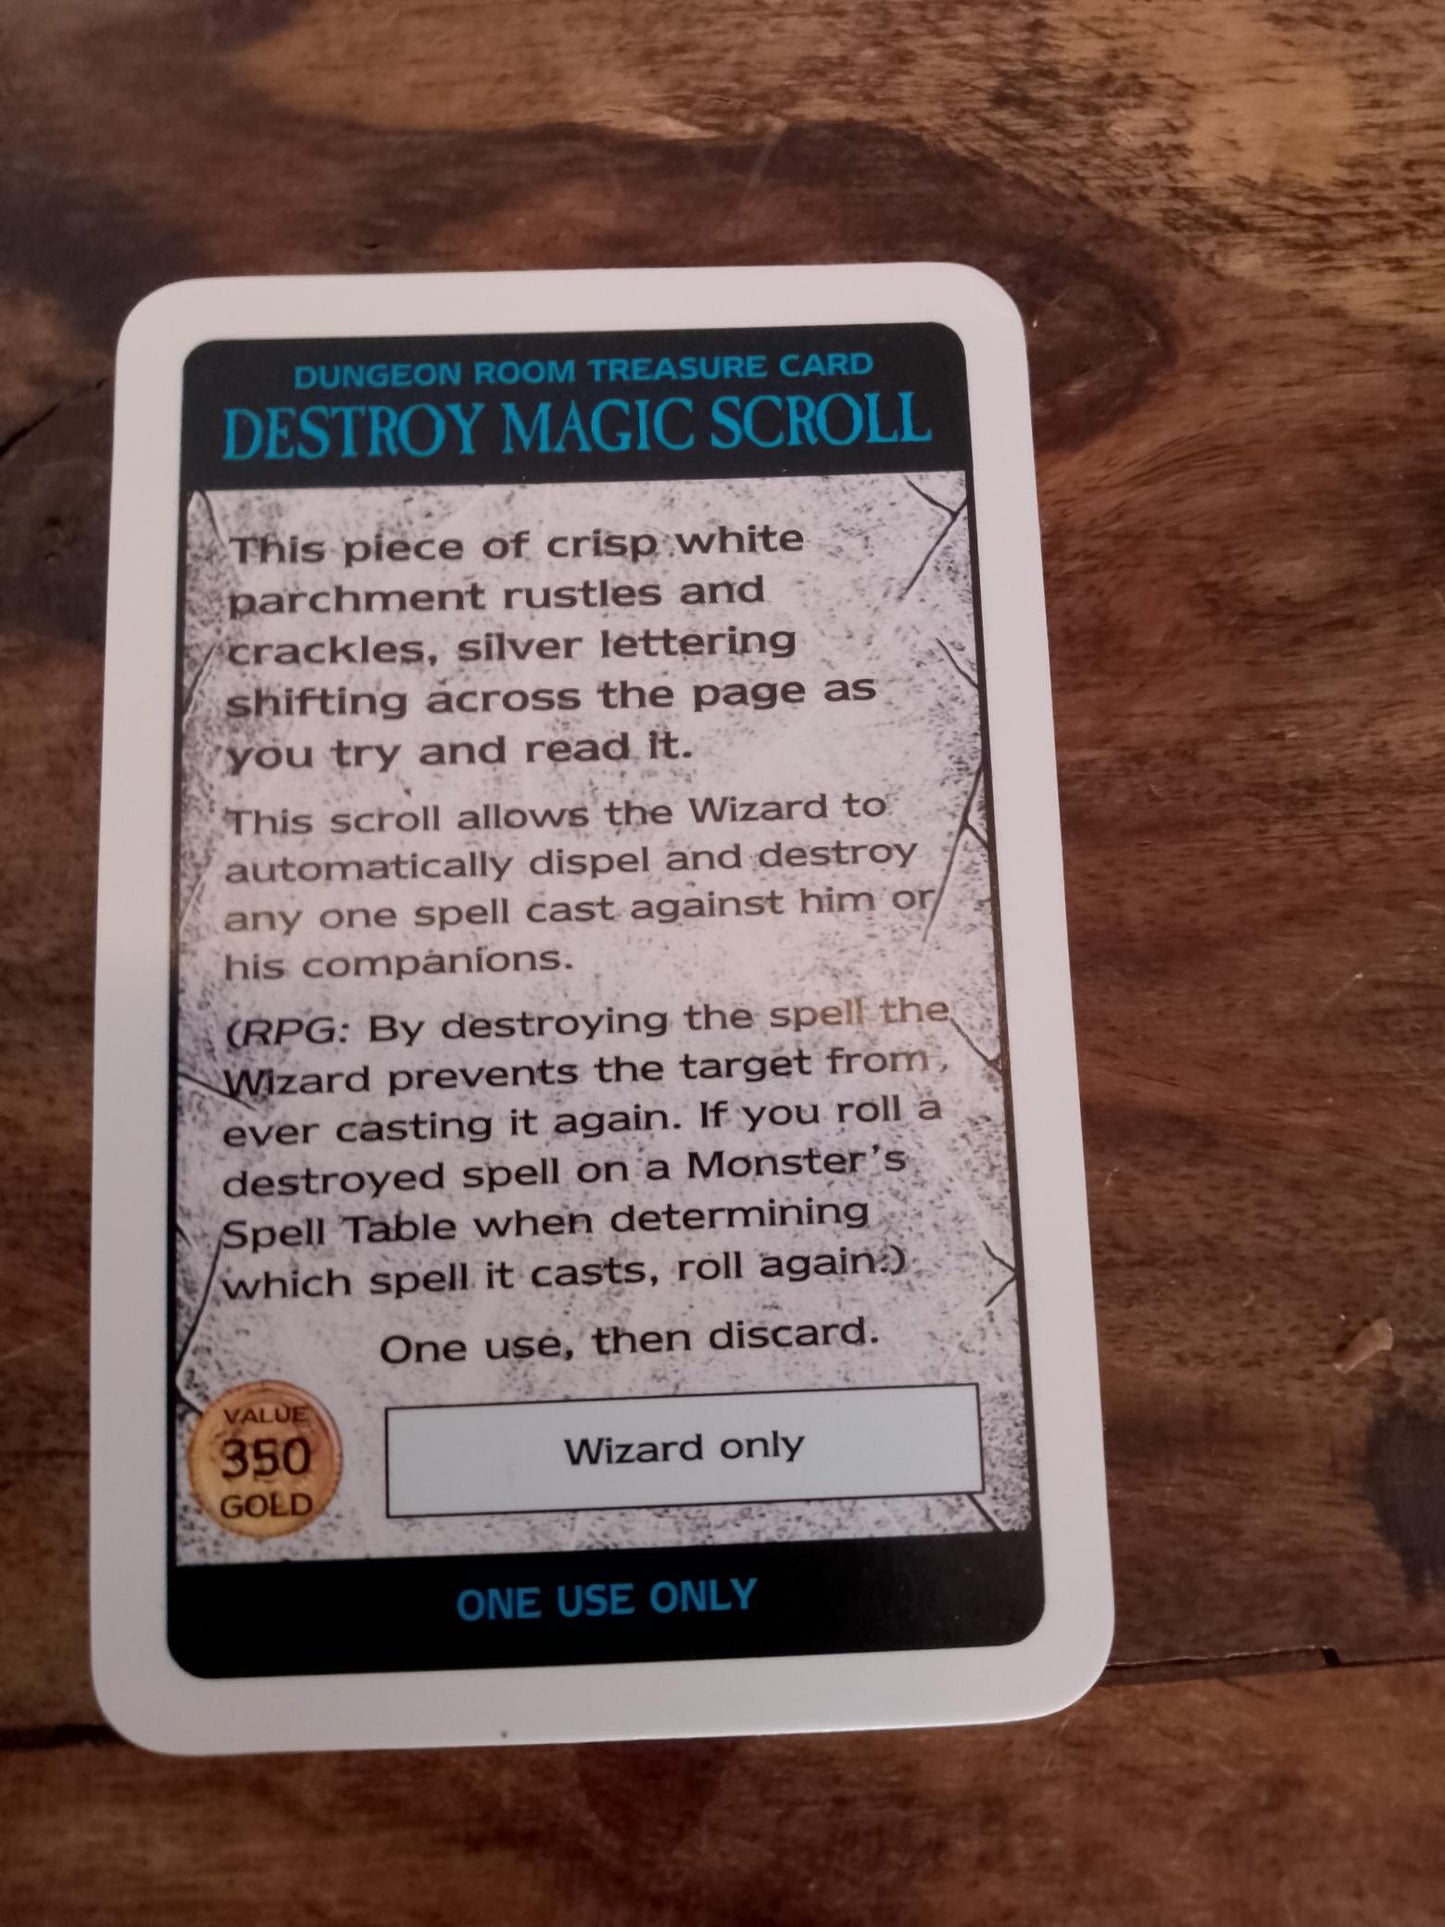 DUNGEON ROOM TREASURE CARD
DESTROY MAGIC SCROLL
This piece of crisp white
parchment rustles and
crackles, silver lettering
shifting across the page as
you try and read it.
This scroll allows the Wizard to
automatically dispel and destroy
any one spell cast against him or
his companions.
(RPG: By destroying the spell the
Wizard prevents the target from
ever casting it again. If you roll a
destroyed spell on a Monster's
Spell Table when determining
which spell it casts, roll again.)
One use, then discard.
VALUE
350
GOLD
Wizard only
ONE USE ONLY